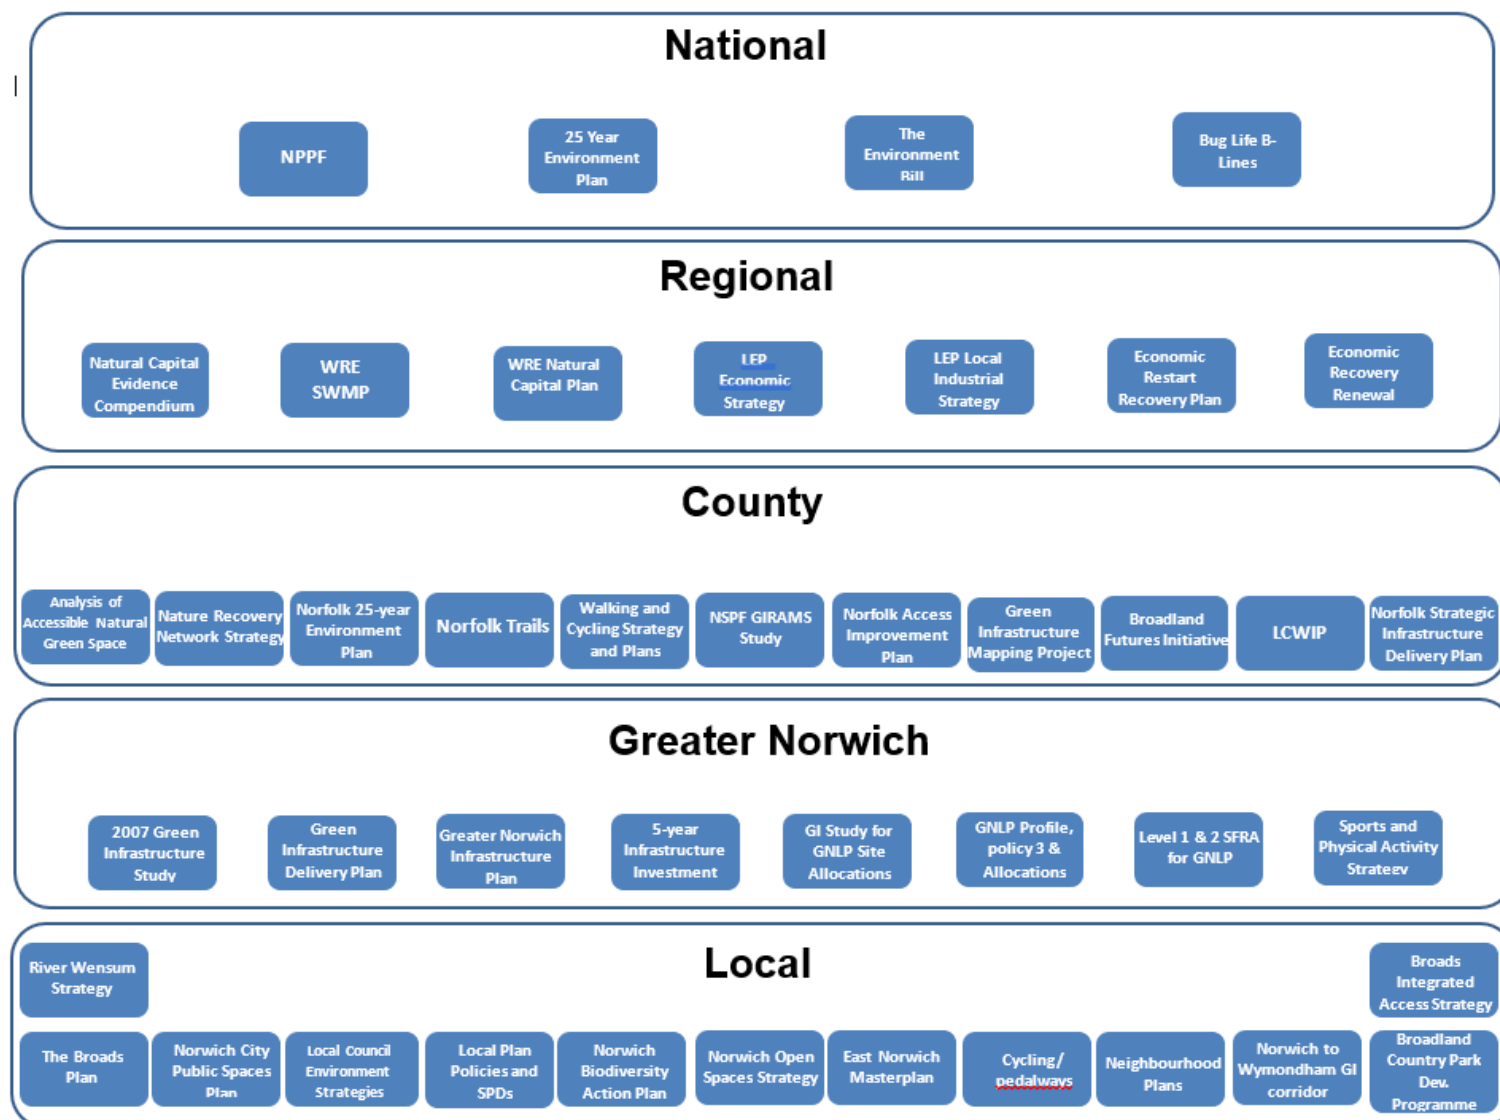 National
NPPF
25 Year
Environment
Plan
The
Environment
Bill
Bug Life B-
Lines
Regional
Natural Capital
Evidence
Compendium
WRE
SWMP
WRE Natural
Capital Plan
LEP
Economic
Strategy
LEP Local
Industrial
Strategy
Economic
Restart
Recovery Plan
Economic
Recovery
Renewal
County
Analysis of
Accessible Natural
Green Space
Nature Recovery
Network Strategy
Norfolk 25-year
Environment
Plan
Norfolk Trails
Walking and
Cycling Strategy
and Plans
NSPF GIRAMS
Study
Norfolk Access
Improvement
Plan
Green
Infrastructure
Mapping Project
Broadland
Futures Initiative
LCWIP
Norfolk Strategic
Infrastructure
Delivery Plan
Greater Norwich
2007 Green
Infrastructure
Study
Green
Infrastructure
Delivery Plan
Greater Norwich
Infrastructure
Plan
5-year
Infrastructure
Investment
GI Study for
GNLP Site
Allocations
GNLP Profile,
policy 3 &
Allocations
Level 1 & 2 SFRA
for GNLP
Sports and
Physical Activity
Strategy
Local
River Wensum
Strategy
Broads
Integrated
Access Strategy
The Broads
Plan
Norwich City
Public Spaces
Plan
Local Council
Environment
Strategies
Local Plan
Policies and
SPDs
Norwich
Biodiversity
Action Plan
Norwich Open
Spaces Strategy
East Norwich
Masterplan
Cycling/
pedalways
Neighbourhood
Plans
Norwich to
Wymondham GI
corridor
Broadland
Country Park
Dev.
Programme